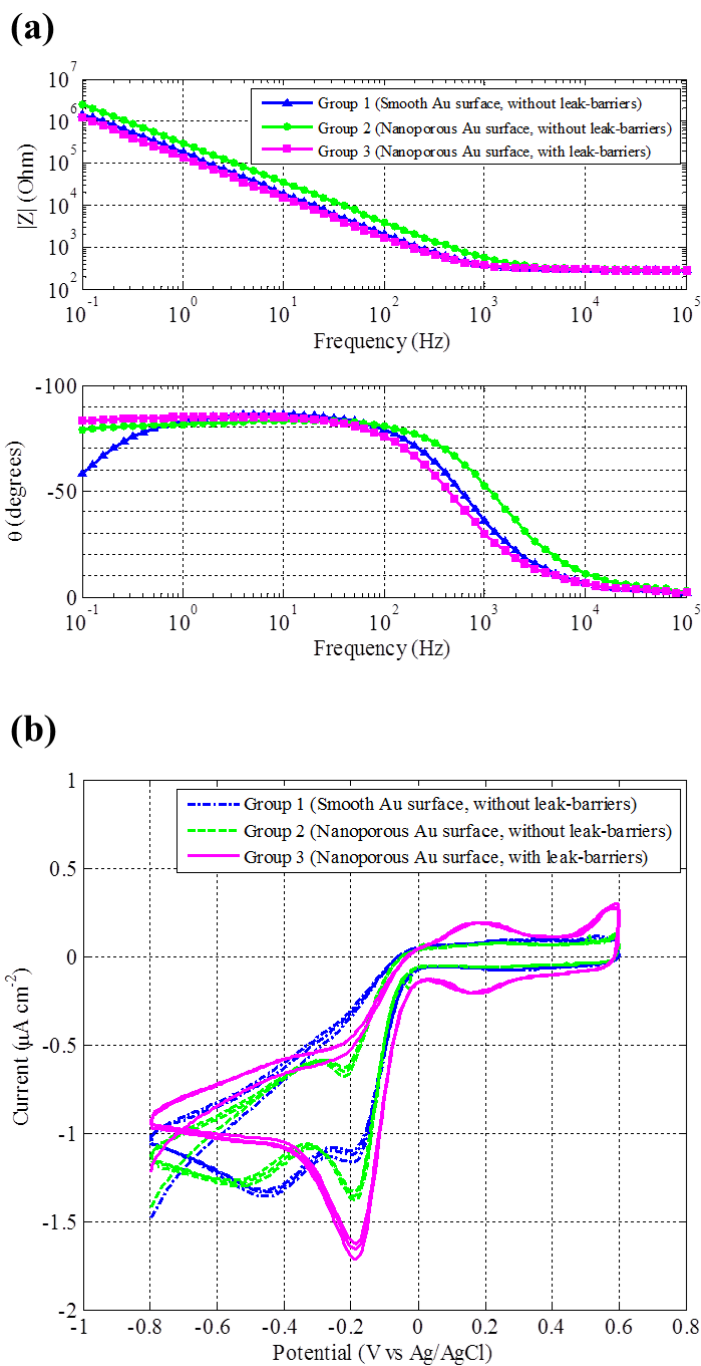 (a)
10^7
10^6
10^5
10^4
10^3
10^2
|Z| (Ohm)
Group 1 (Smooth Au surface, without leak-barriers)
Group 2 (Nanoporous Au surface, without leak-barriers)
Group 3 (Nanoporous Au surface, with leak-barriers)
10^-1 10^0 10^1 10^2 10^3 10^4 10^5
Frequency (Hz)
-100
-50
0
θ (degrees)
10^-1 10^0 10^1 10^2 10^3 10^4 10^5
Frequency (Hz)
(b)
1
0.5
0
-0.5
-1
-1.5
-2
Current (μA cm^-2)
Group 1 (Smooth Au surface, without leak-barriers)
Group 2 (Nanoporous Au surface, without leak-barriers)
Group 3 (Nanoporous Au surface, with leak-barriers)
-1 -0.8 -0.6 -0.4 -0.2 0 0.2 0.4 0.6 0.8
Potential (V vs Ag/AgCl)